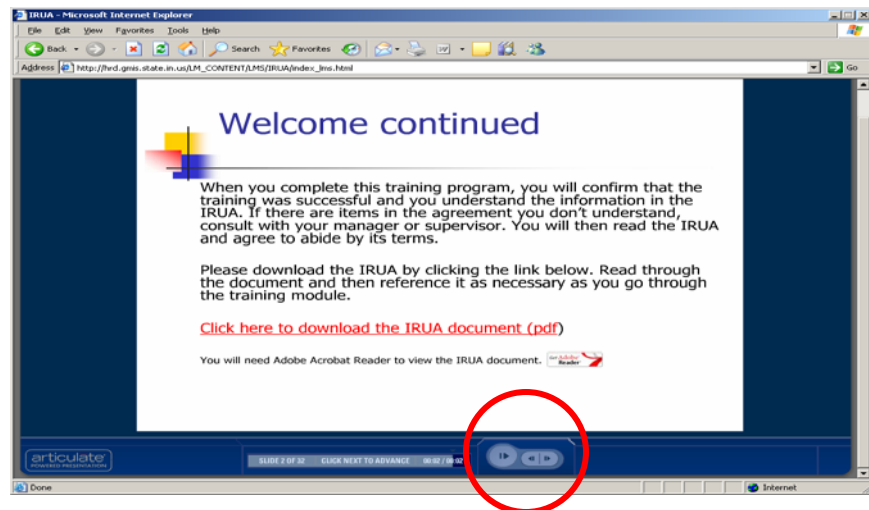 IRUA - Microsoft Internet Explorer
File Edit View Favorites Tools Help
Back Search Favorites
Address http://hrd.gmis.state.in.us/LM_CONTENT/LMS/IRUA/index_lms.html Go
Welcome continued
When you complete this training program, you will confirm that the
training was successful and you understand the information in the
IRUA. If there are items in the agreement you don't understand,
consult with your manager or supervisor. You will then read the IRUA
and agree to abide by its terms.
Please download the IRUA by clicking the link below. Read through
the document and then reference it as necessary as you go through
the training module.
Click here to download the IRUA document (pdf)
You will need Adobe Acrobat Reader to view the IRUA document. Get Adobe
Reader
articulate
POWERED PRESENTATION
SLIDE 2 OF 32 CLICK NEXT TO ADVANCE 00:02 / 00:02
Done Internet